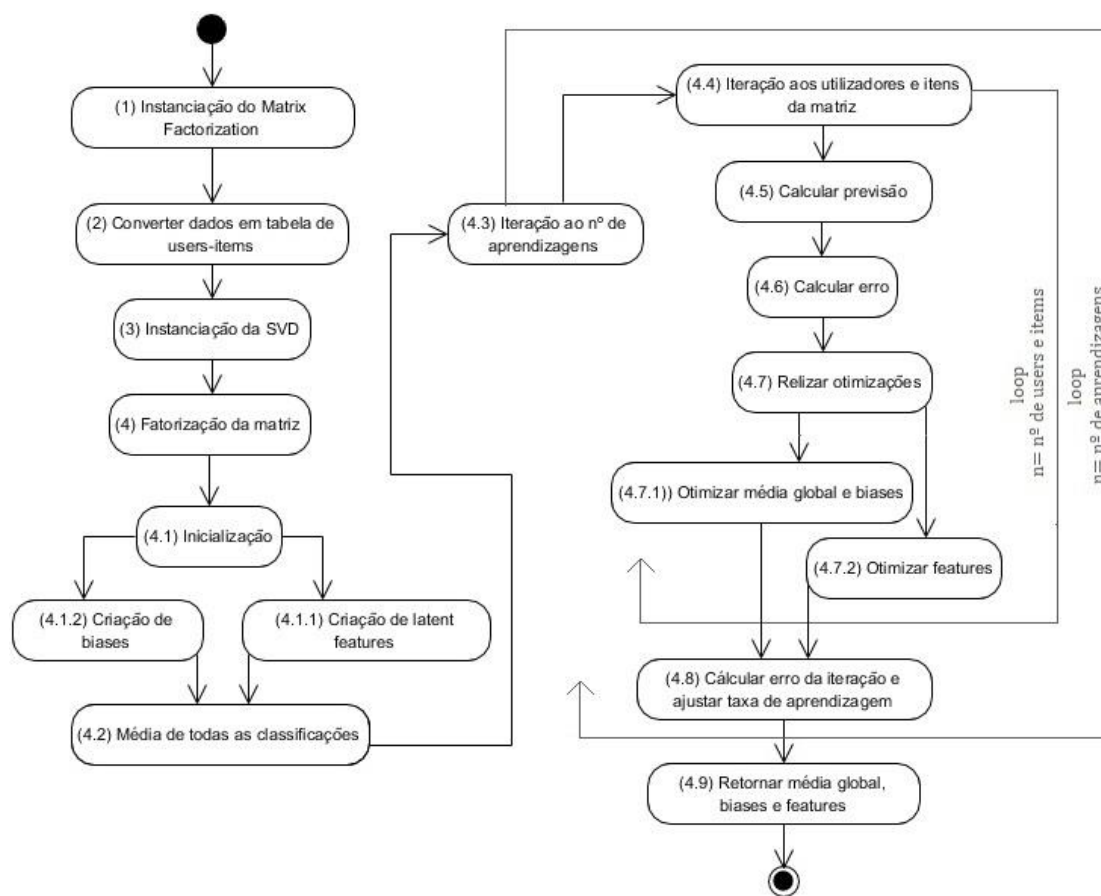 (1) Instanciação do Matrix
Factorization
(2) Converter dados em tabela de
users-items
(3) Instanciação da SVD
(4) Fatorização da matriz
(4.1) Inicialização
(4.1.2) Criação de
biases
(4.1.1) Criação de latent
features
(4.2) Média de todas as classificações
(4.3) Iteração ao nº de
aprendizagens
(4.4) Iteração aos utilizadores e itens
da matriz
(4.5) Calcular previsão
(4.6) Calcular erro
(4.7) Relizar otimizações
(4.7.1)) Otimizar média global e biases
(4.7.2) Otimizar features
(4.8) Cálcular erro da iteração e
ajustar taxa de aprendizagem
(4.9) Retornar média global,
biases e features
loop
n= nº de users e items
loop
n= nº de aprendizagens